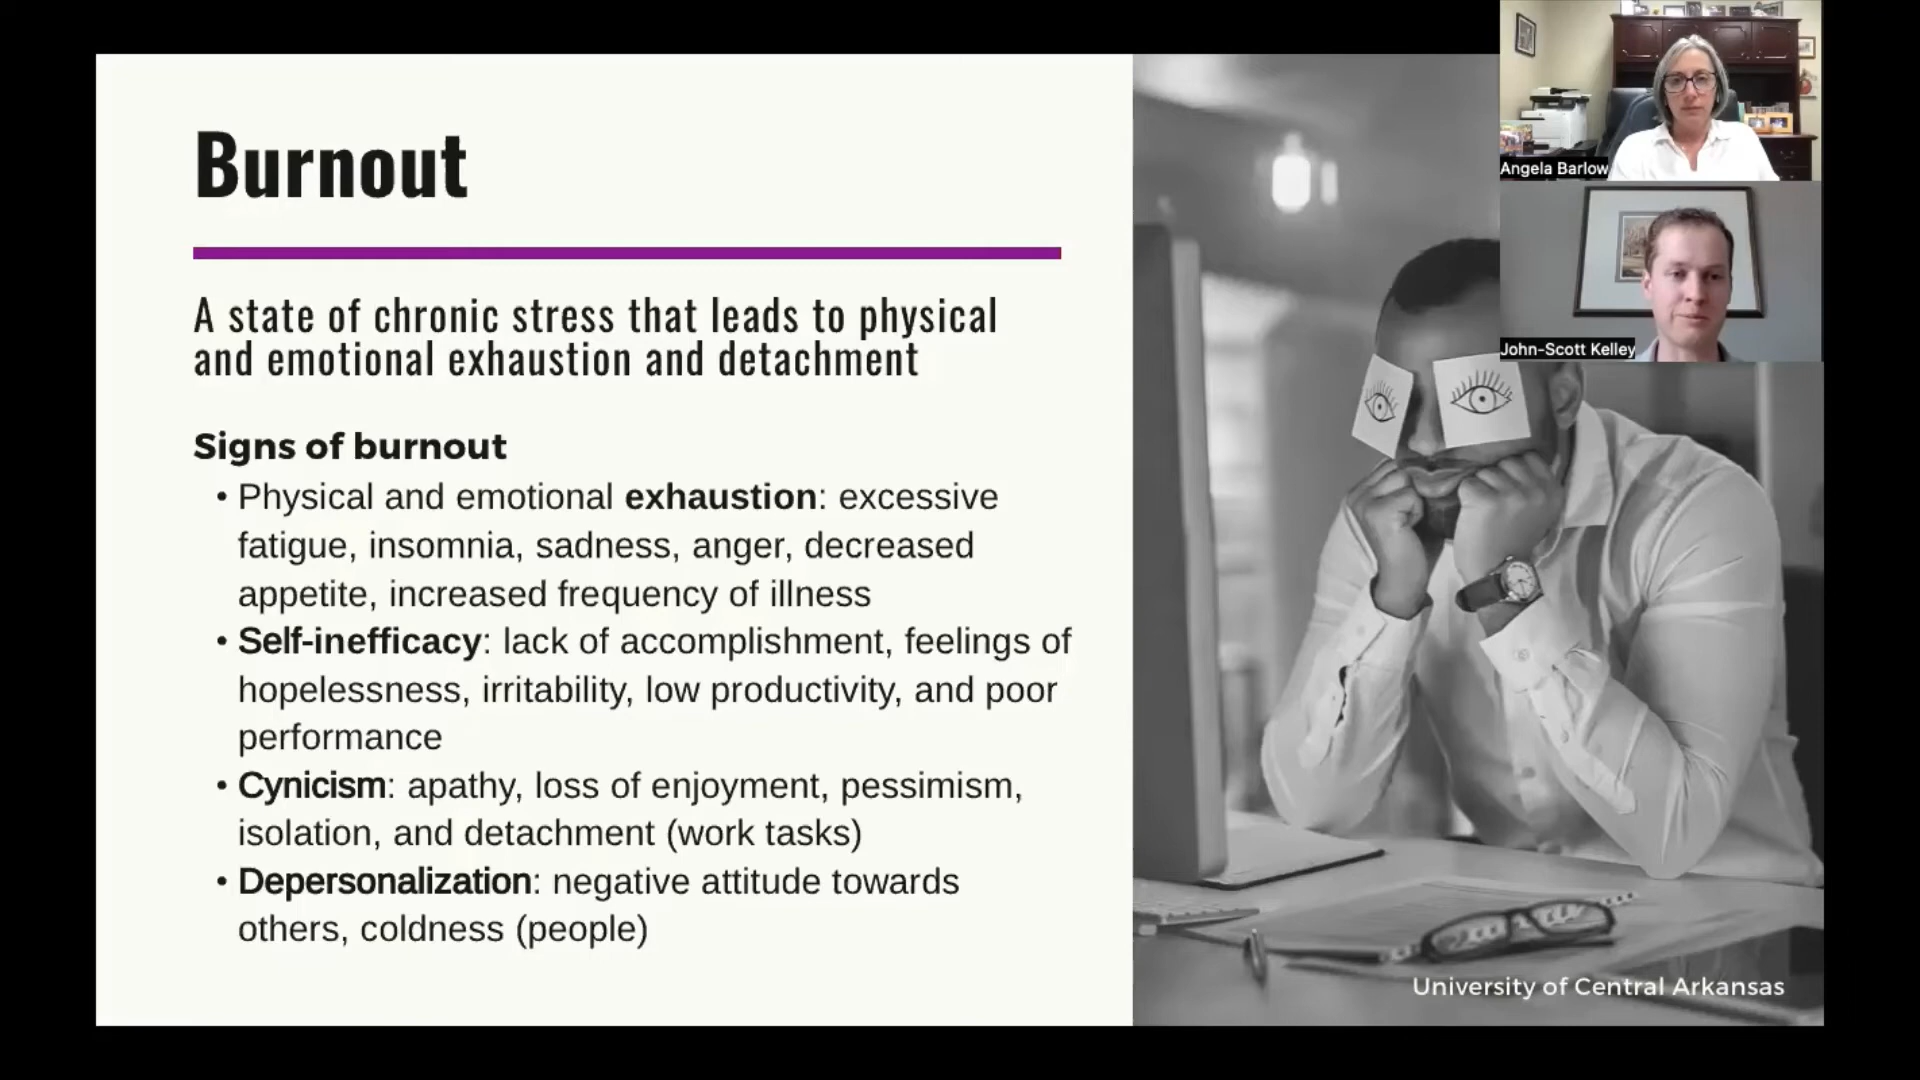 Burnout
A state of chronic stress that leads to physical
and emotional exhaustion and detachment
Signs of burnout
• Physical and emotional exhaustion: excessive
fatigue, insomnia, sadness, anger, decreased
appetite, increased frequency of illness
• Self-inefficacy: lack of accomplishment, feelings of
hopelessness, irritability, low productivity, and poor
performance
• Cynicism: apathy, loss of enjoyment, pessimism,
isolation, and detachment (work tasks)
• Depersonalization: negative attitude towards
others, coldness (people)
Angela Barlow
John-Scott Kelley
University of Central Arkansas